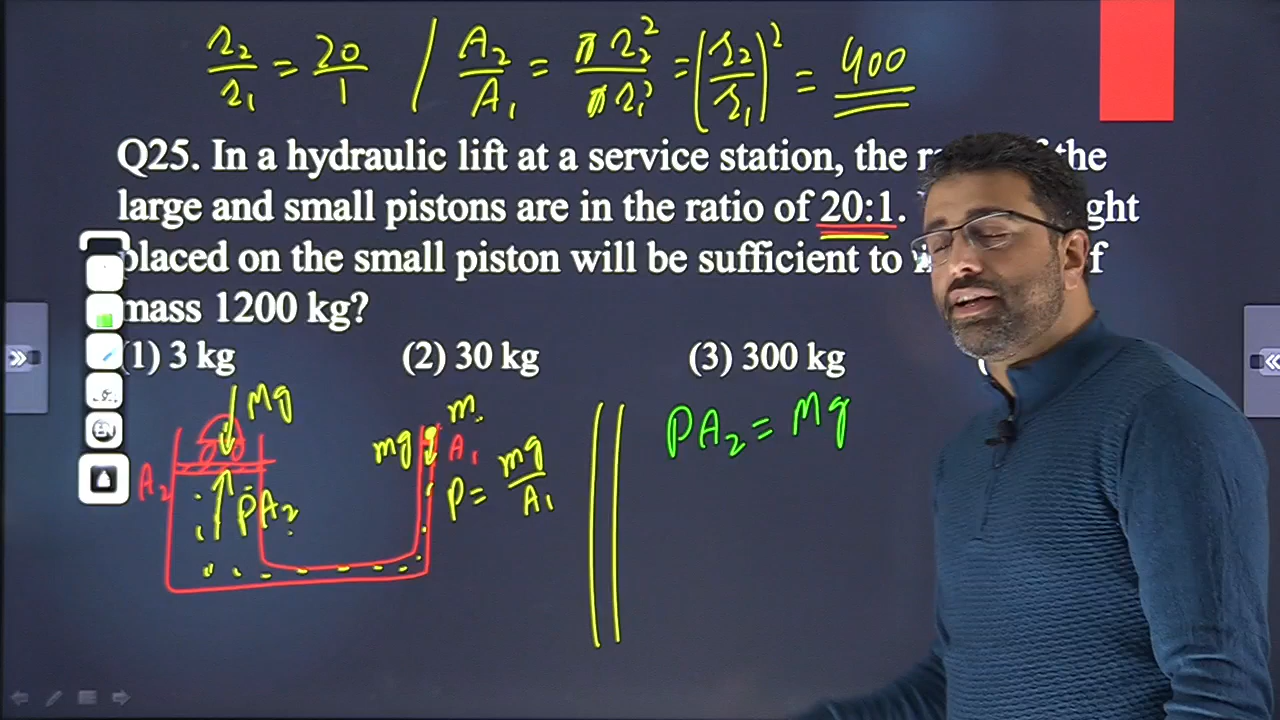 r₂/r₁ = 20/1 / A₂/A₁ = πr₂²/πr₁² = (r₂/r₁)² = 400
Q25. In a hydraulic lift at a service station, the the
large and small pistons are in the ratio of 20:1.
placed on the small piston will be sufficient to
mass 1200 kg?
(1) 3 kg (2) 30 kg (3) 300 kg
Mg
m
mg
A₁
P = mg/A₁
A₂
PA₂
PA₂ = Mg